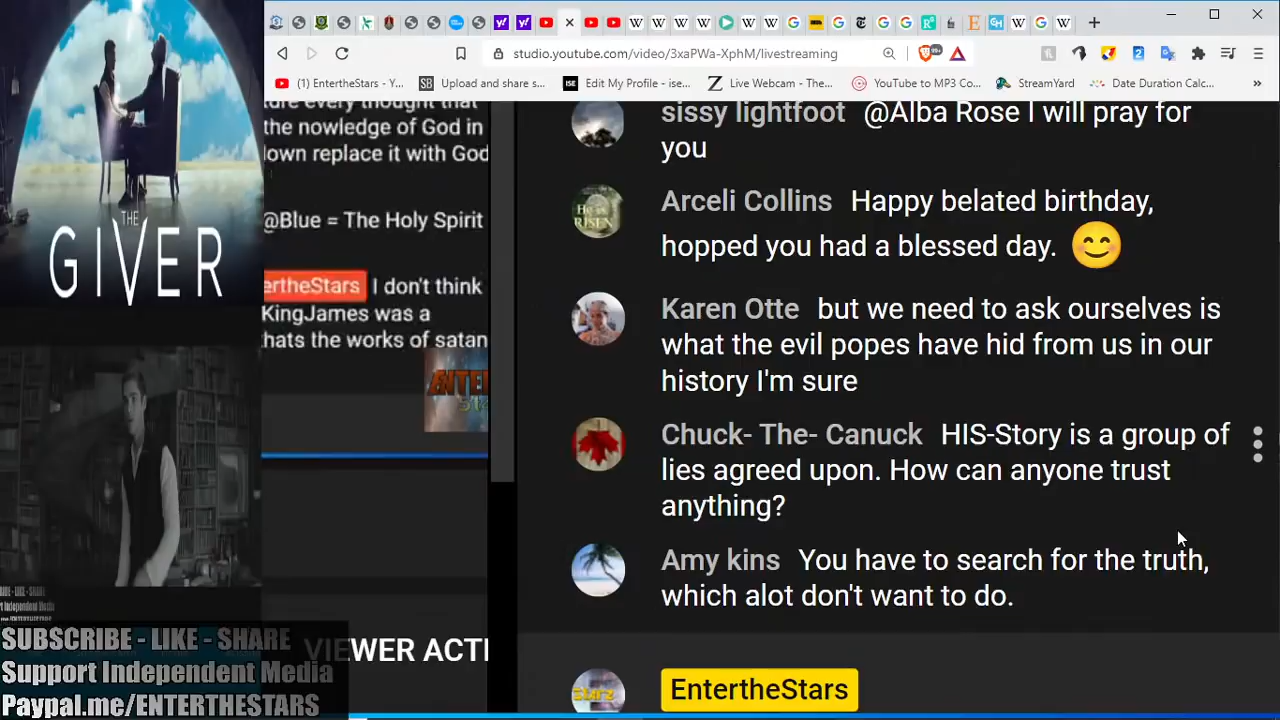 THE
GIVER
SUBSCRIBE - LIKE - SHARE
Support Independent Media
Paypal.me/ENTERTHESTARS
studio.youtube.com/video/3xaPWa-XphM/livestreaming
(1) EntertheStars - Y...
Upload and share s...
Edit My Profile - ise...
Live Webcam - The...
YouTube to MP3 C...
StreamYard
Date Duration Calc...
ture every thought that
the nowledge of God in
down replace it with God
@Blue = The Holy Spirit
ertheStars I don't think
KingJames was a
hats the works of satan
VIEWER ACTI
sissy lightfoot @Alba Rose I will pray for
you
Arceli Collins Happy belated birthday,
hopped you had a blessed day. 😊
Karen Otte but we need to ask ourselves is
what the evil popes have hid from us in our
history I'm sure
Chuck- The- Canuck HIS-Story is a group of
lies agreed upon. How can anyone trust
anything?
Amy kins You have to search for the truth,
which alot don't want to do.
EntertheStars